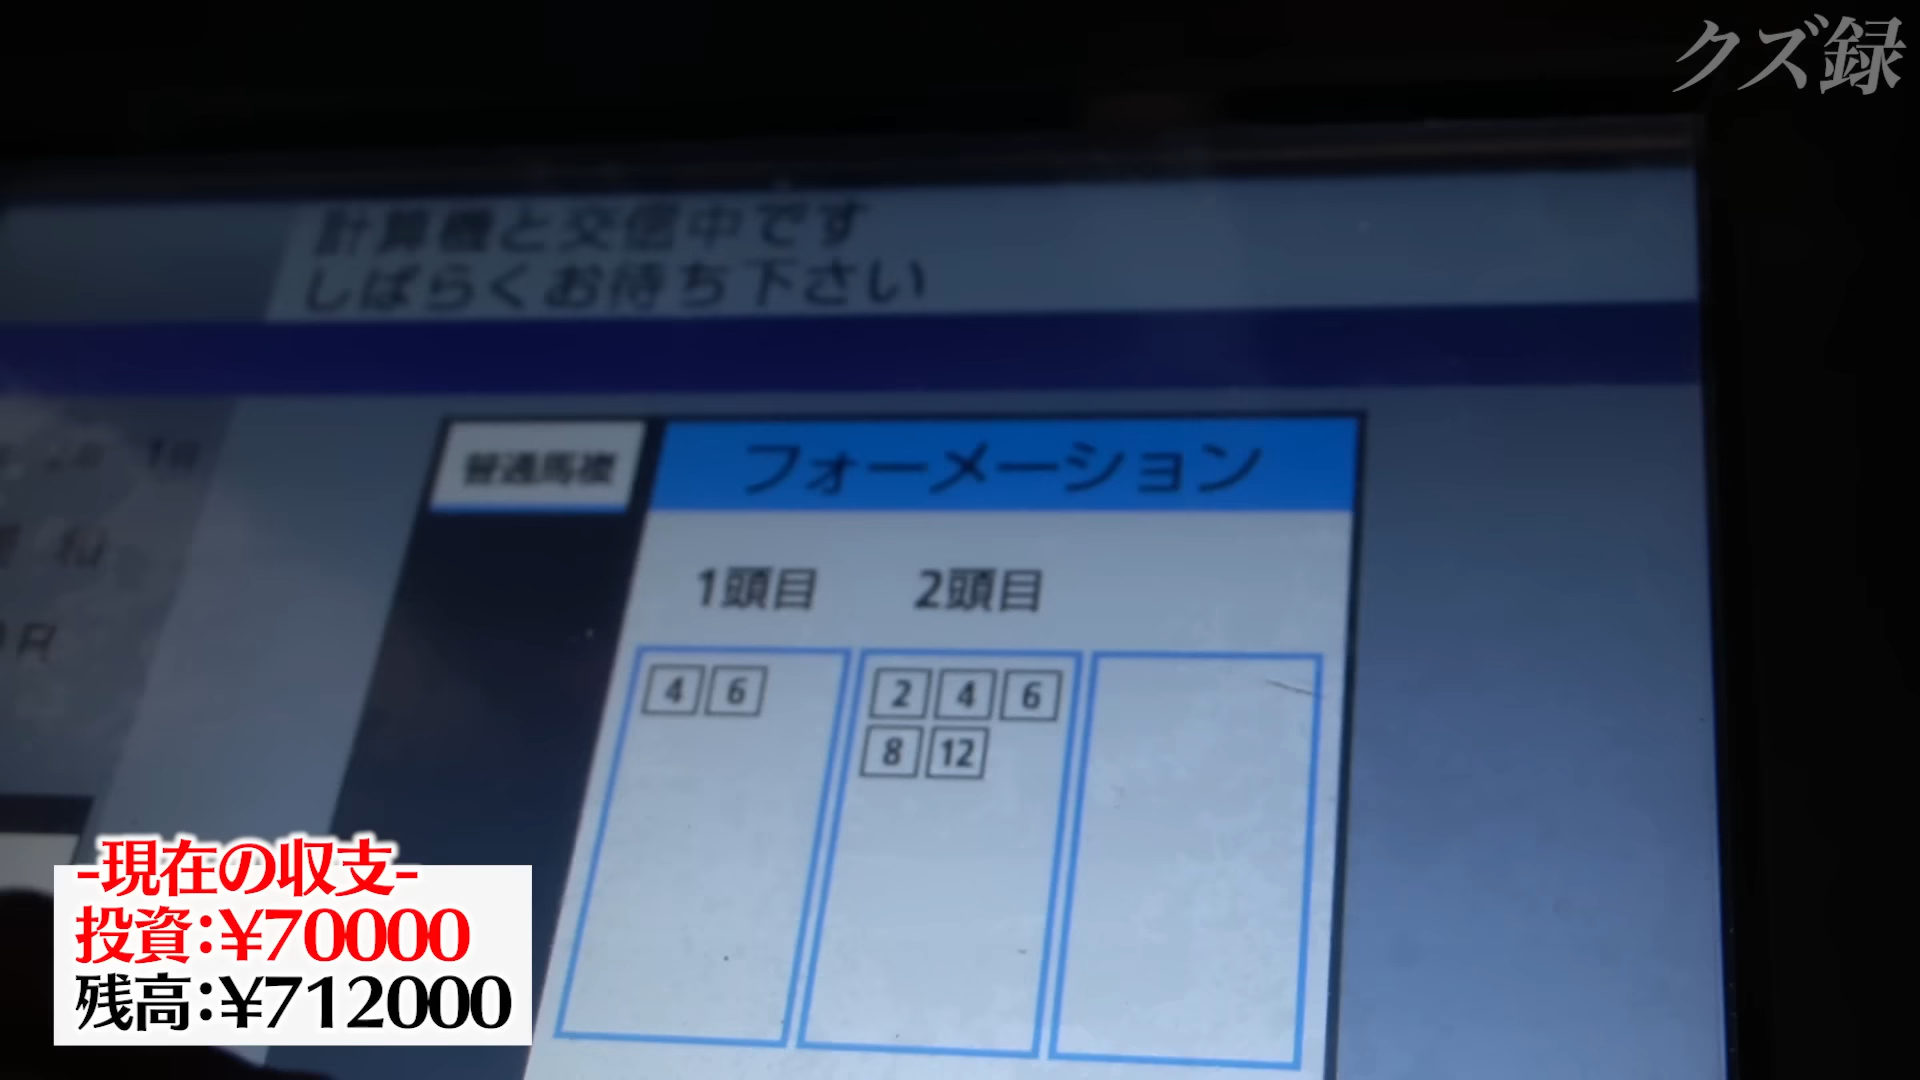 クズ録
計算機と交信中です
しばらくお待ち下さい
普通馬複
フォーメーション
1頭目 2頭目
4 6
2 4 6
8 12
-現在の収支-
投資:¥70000
残高:¥712000